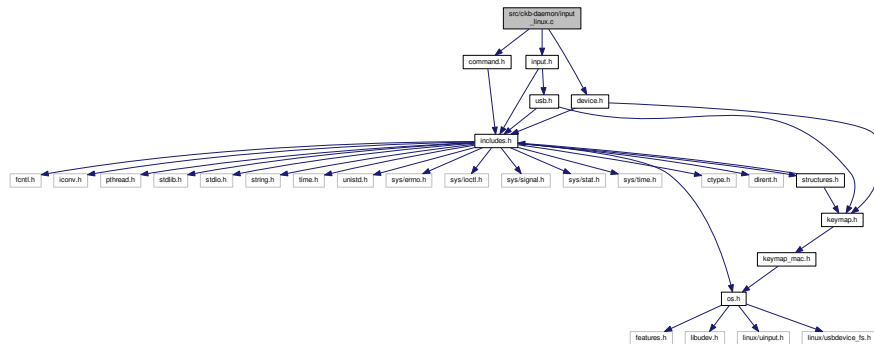 src/ckb-daemon/input
_linux.c
command.h
input.h
usb.h
device.h
includes.h
fcntl.h
iconv.h
pthread.h
stdlib.h
stdio.h
string.h
time.h
unistd.h
sys/errno.h
sys/ioctl.h
sys/signal.h
sys/stat.h
sys/time.h
ctype.h
dirent.h
structures.h
keymap.h
keymap_mac.h
os.h
features.h
libudev.h
linux/uinput.h
linux/usbdevice_fs.h